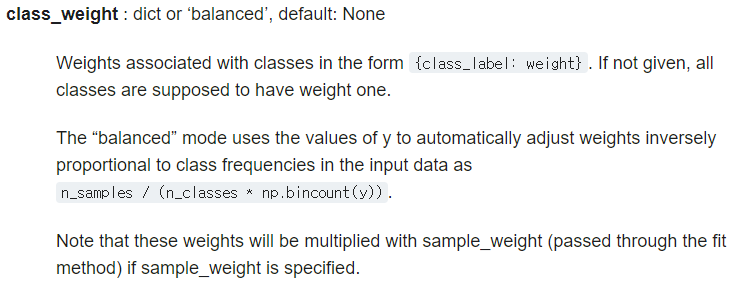 class_weight : dict or ‘balanced’, default: None
Weights associated with classes in the form {class_label: weight} . If not given, all
classes are supposed to have weight one.
The “balanced” mode uses the values of y to automatically adjust weights inversely
proportional to class frequencies in the input data as
n_samples / (n_classes * np.bincount(y)) .
Note that these weights will be multiplied with sample_weight (passed through the fit
method) if sample_weight is specified.